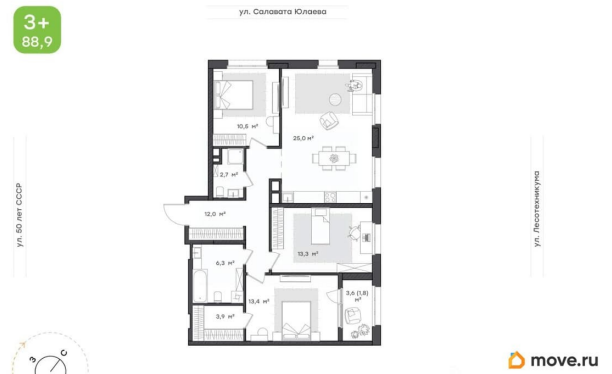 ул. Салавата Юлаева
3+
88,9
10,5 м²
25,0 м²
2,7 м²
12,0 м²
13,3 м²
6,3 м²
3,6 (1,8)
м²
13,4 м²
3,9 м²
ул. 50 лет СССР
ул. Лесотехникума
З
С
move.ru